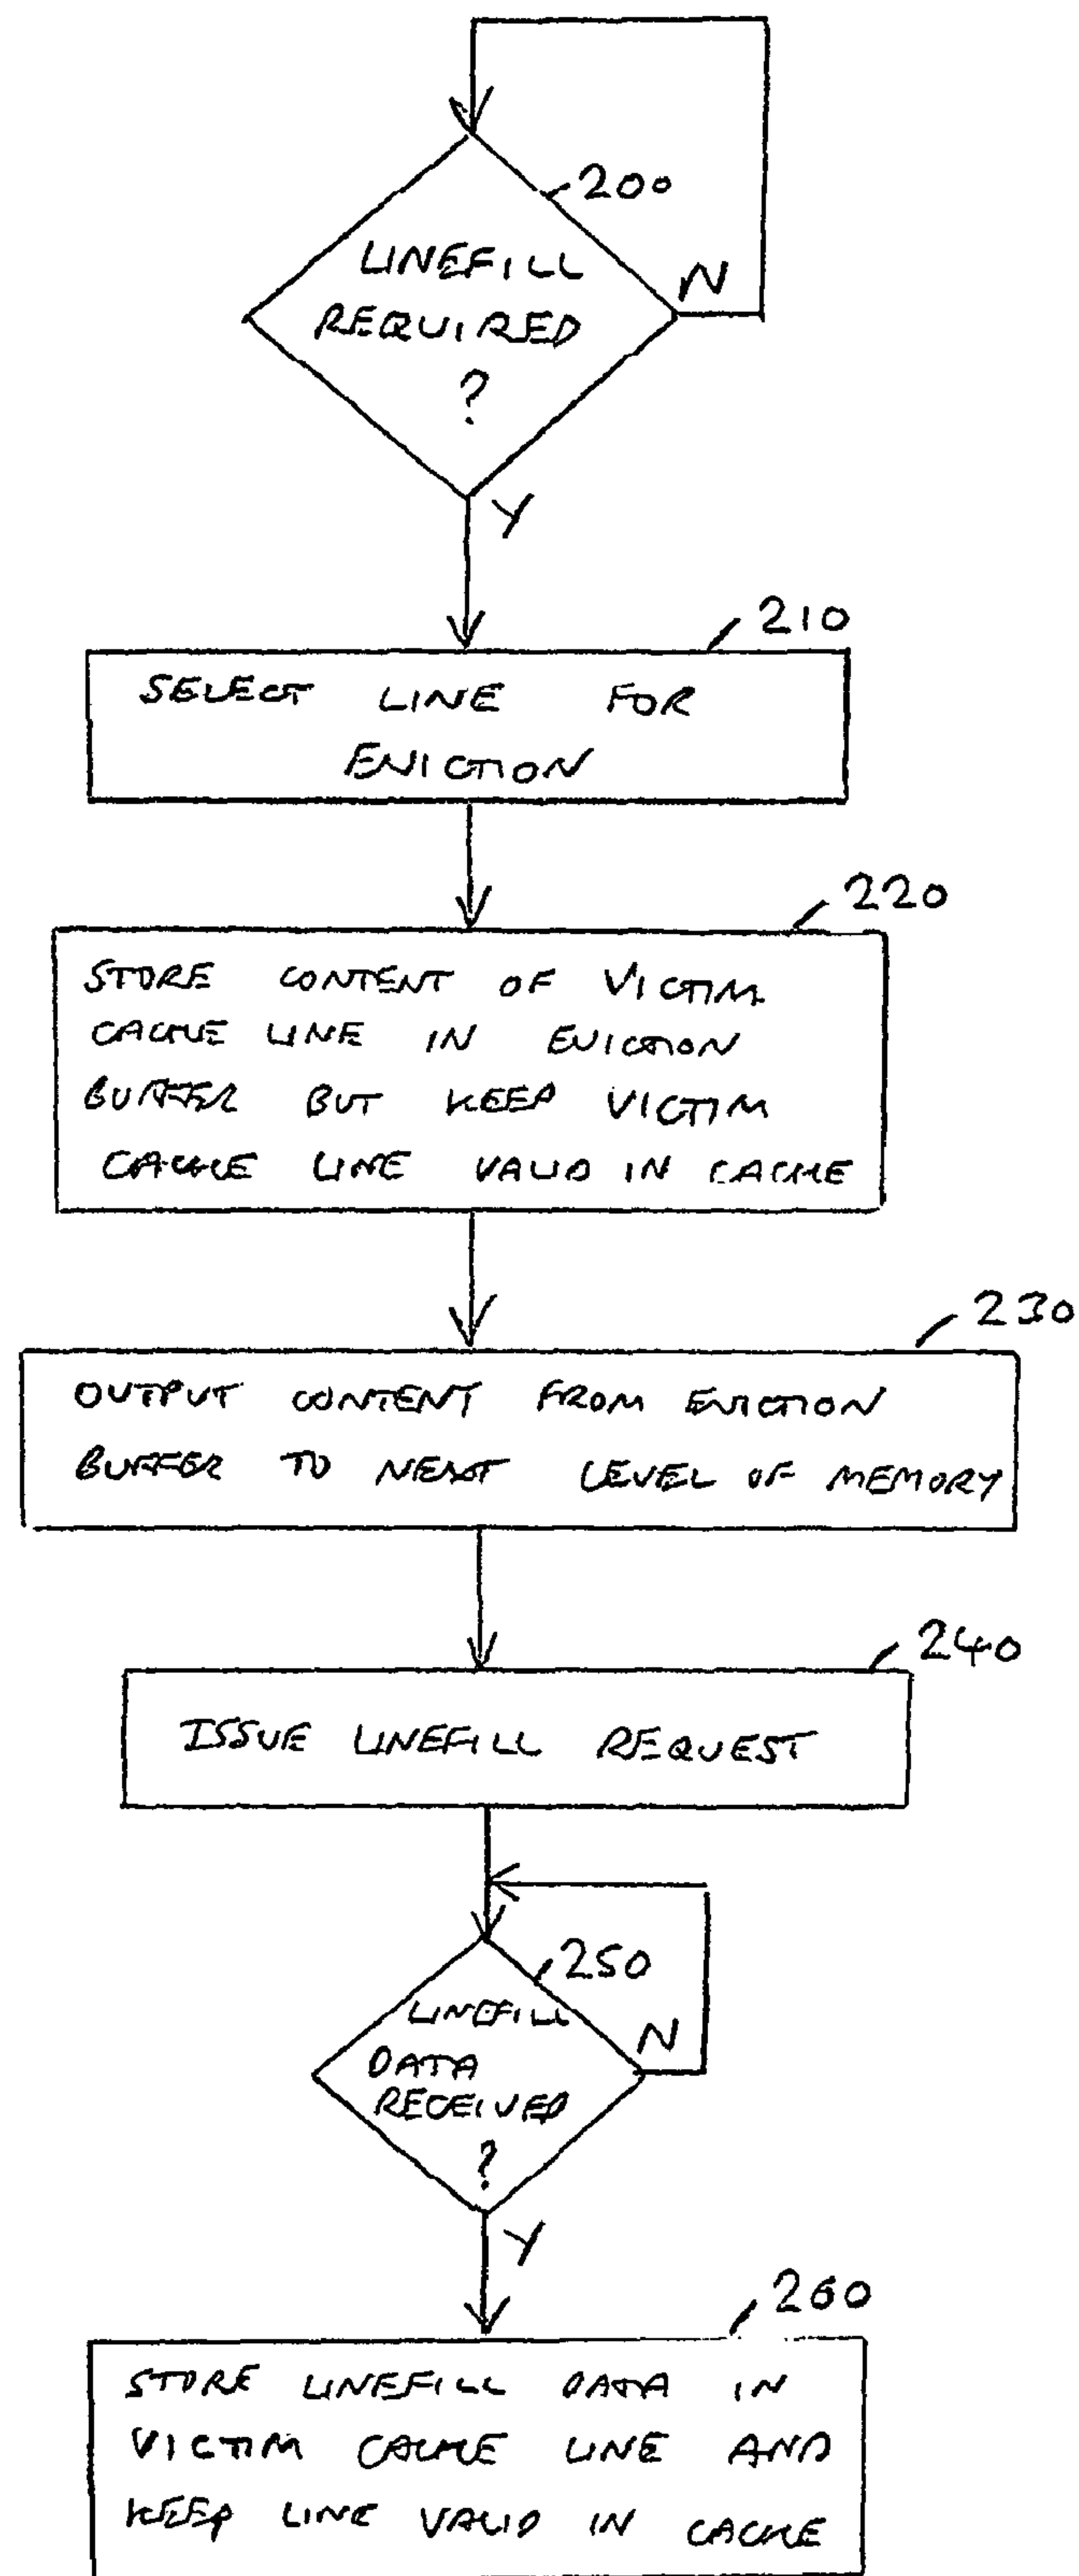 200
LINEFILL
REQUIRED
?
N
Y
210
SELECT LINE FOR
EVICTION
220
STORE CONTENT OF VICTIM
CACHE LINE IN EVICTION
BUFFER BUT KEEP VICTIM
CACHE LINE VALID IN CACHE
230
OUTPUT CONTENT FROM EVICTION
BUFFER TO NEXT LEVEL OF MEMORY
240
ISSUE LINEFILL REQUEST
250
LINEFILL
DATA
RECEIVED
?
N
Y
260
STORE LINEFILL DATA IN
VICTIM CACHE LINE AND
KEEP LINE VALID IN CACHE